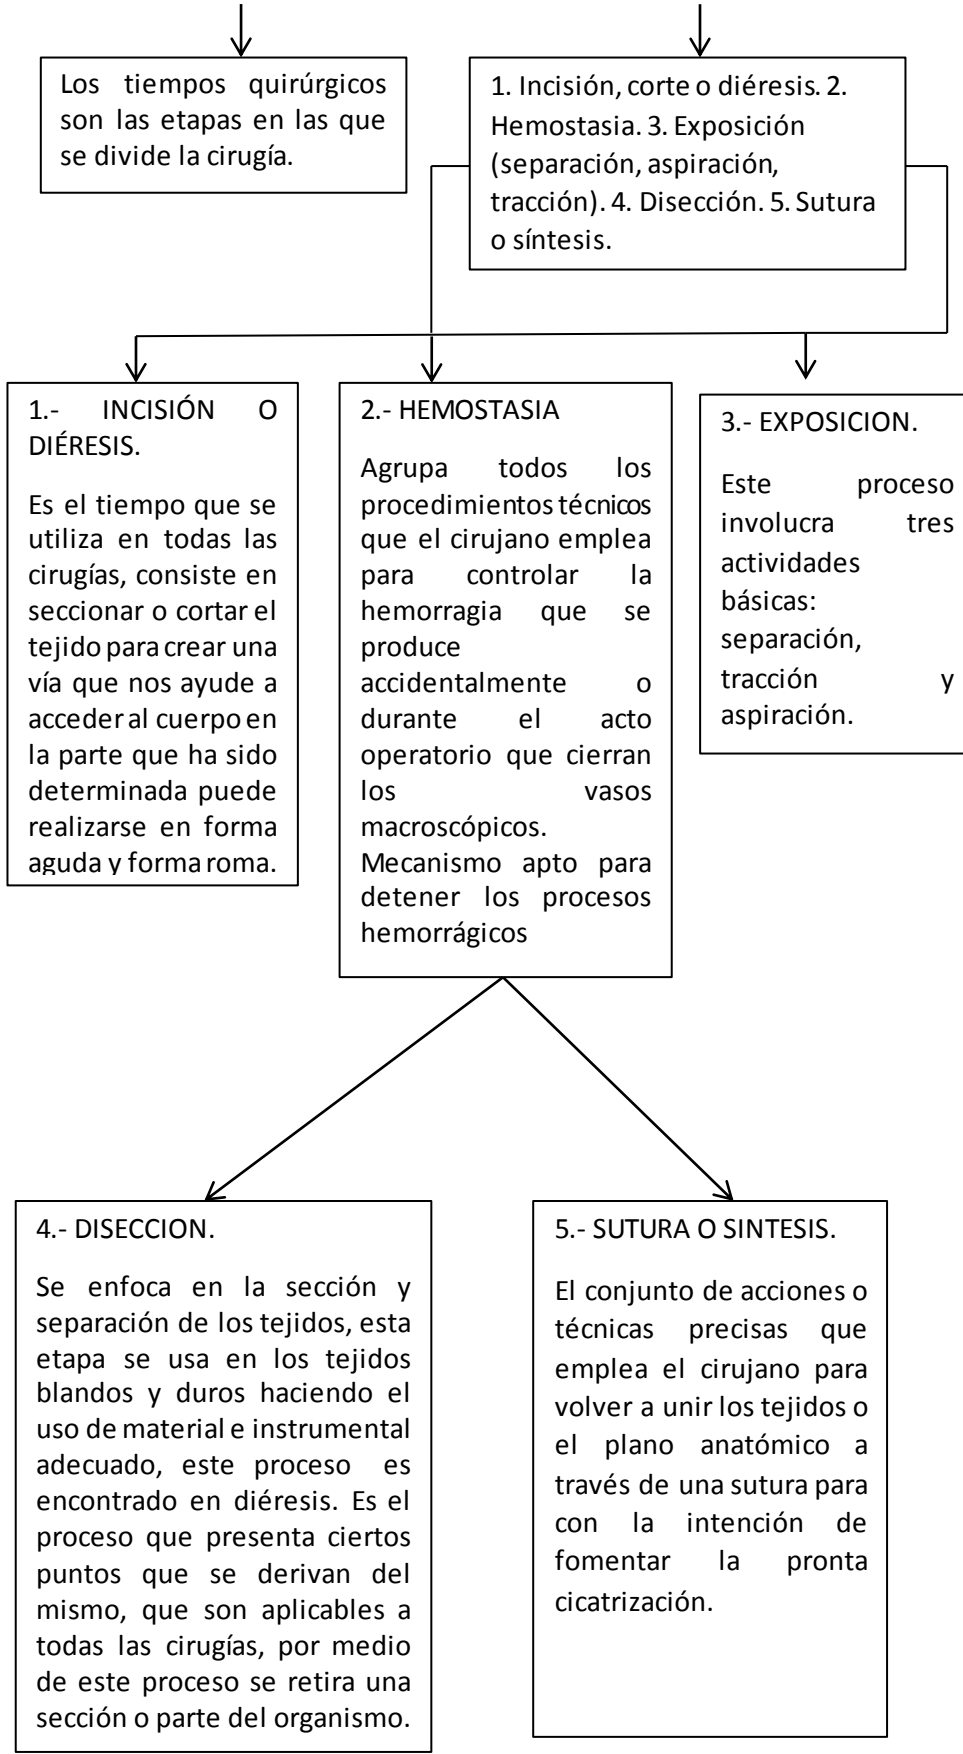 Los tiempos quirúrgicos
son las etapas en las que
se divide la cirugía.
1. Incisión, corte o diéresis. 2.
Hemostasia. 3. Exposición
(separación, aspiración,
tracción). 4. Disección. 5. Sutura
o síntesis.
1.- INCISIÓN O
DIÉRESIS.
Es el tiempo que se
utiliza en todas las
cirugías, consiste en
seccionar o cortar el
tejido para crear una
vía que nos ayude a
acceder al cuerpo en
la parte que ha sido
determinada puede
realizarse en forma
aguda y forma roma.
2.- HEMOSTASIA
Agrupa todos los
procedimientos técnicos
que el cirujano emplea
para controlar la
hemorragia que se
produce
accidentalmente o
durante el acto
operatorio que cierran
los vasos
macroscópicos.
Mecanismo apto para
detener los procesos
hemorrágicos
3.- EXPOSICION.
Este proceso
involucra tres
actividades
básicas:
separación,
tracción y
aspiración.
4.- DISECCION.
Se enfoca en la sección y
separación de los tejidos, esta
etapa se usa en los tejidos
blandos y duros haciendo el
uso de material e instrumental
adecuado, este proceso es
encontrado en diéresis. Es el
proceso que presenta ciertos
puntos que se derivan del
mismo, que son aplicables a
todas las cirugías, por medio
de este proceso se retira una
sección o parte del organismo.
5.- SUTURA O SINTESIS.
El conjunto de acciones o
técnicas precisas que
emplea el cirujano para
volver a unir los tejidos o
el plano anatómico a
través de una sutura para
con la intención de
fomentar la pronta
cicatrización.